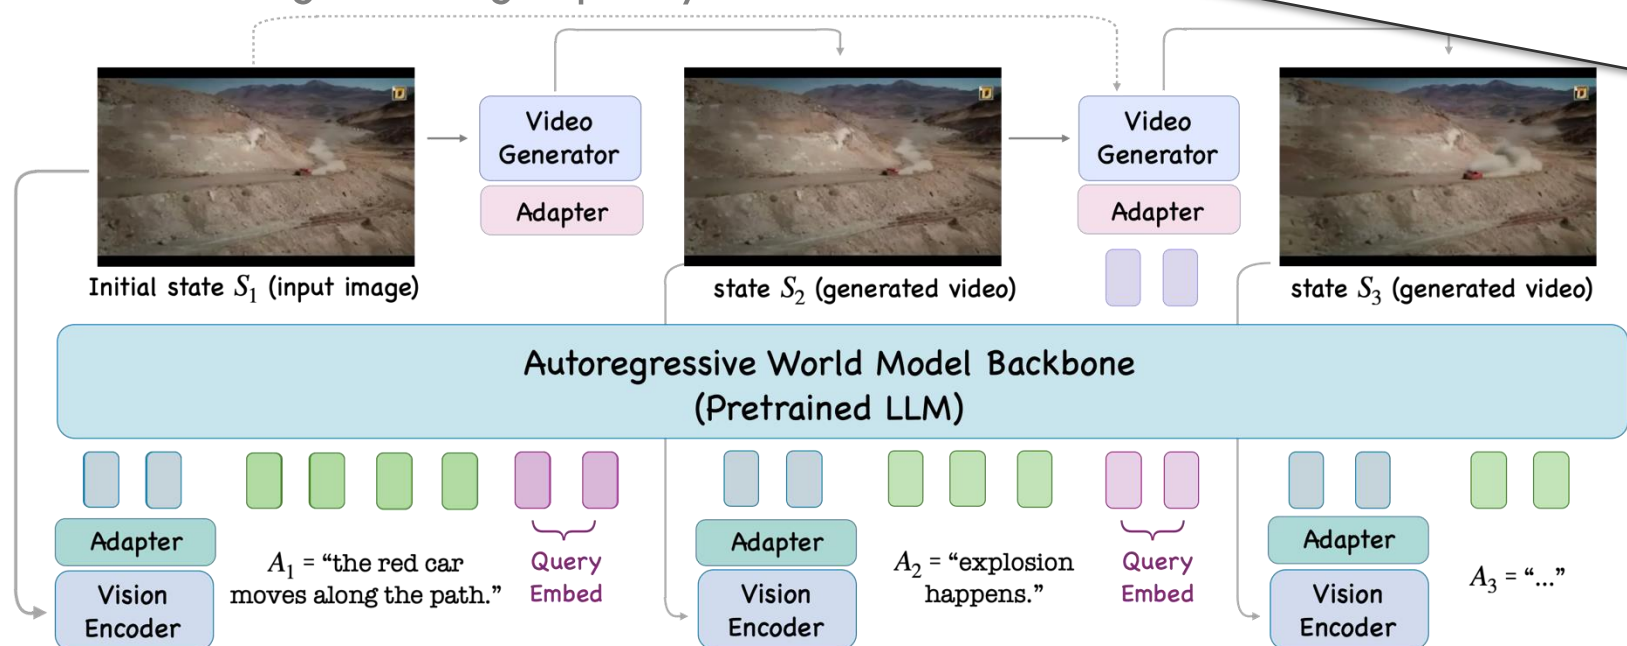 Video
Generator
Adapter
Video
Generator
Adapter
Initial state S₁ (input image)
state S₂ (generated video)
state S₃ (generated video)
Autoregressive World Model Backbone
(Pretrained LLM)
Adapter
Vision
Encoder
A₁ = “the red car
moves along the path.”
Query
Embed
Adapter
Vision
Encoder
A₂ = “explosion
happens.”
Query
Embed
Adapter
Vision
Encoder
A₃ = “...”